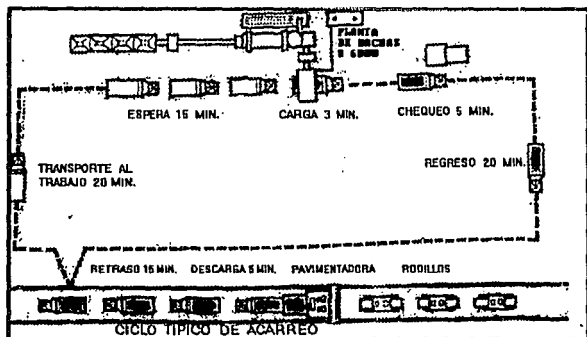 PLANTA
DE BACHAS
ESPERA 15 MIN.
CARGA 3 MIN.
CHEQUEO 5 MIN.
TRANSPORTE AL
TRABAJO 20 MIN.
REGRESO 20 MIN.
RETRASO 15 MIN.
DESCARGA 5 MIN.
PAVIMENTADORA
RODILLOS
CICLO TIPICO DE ACARREO